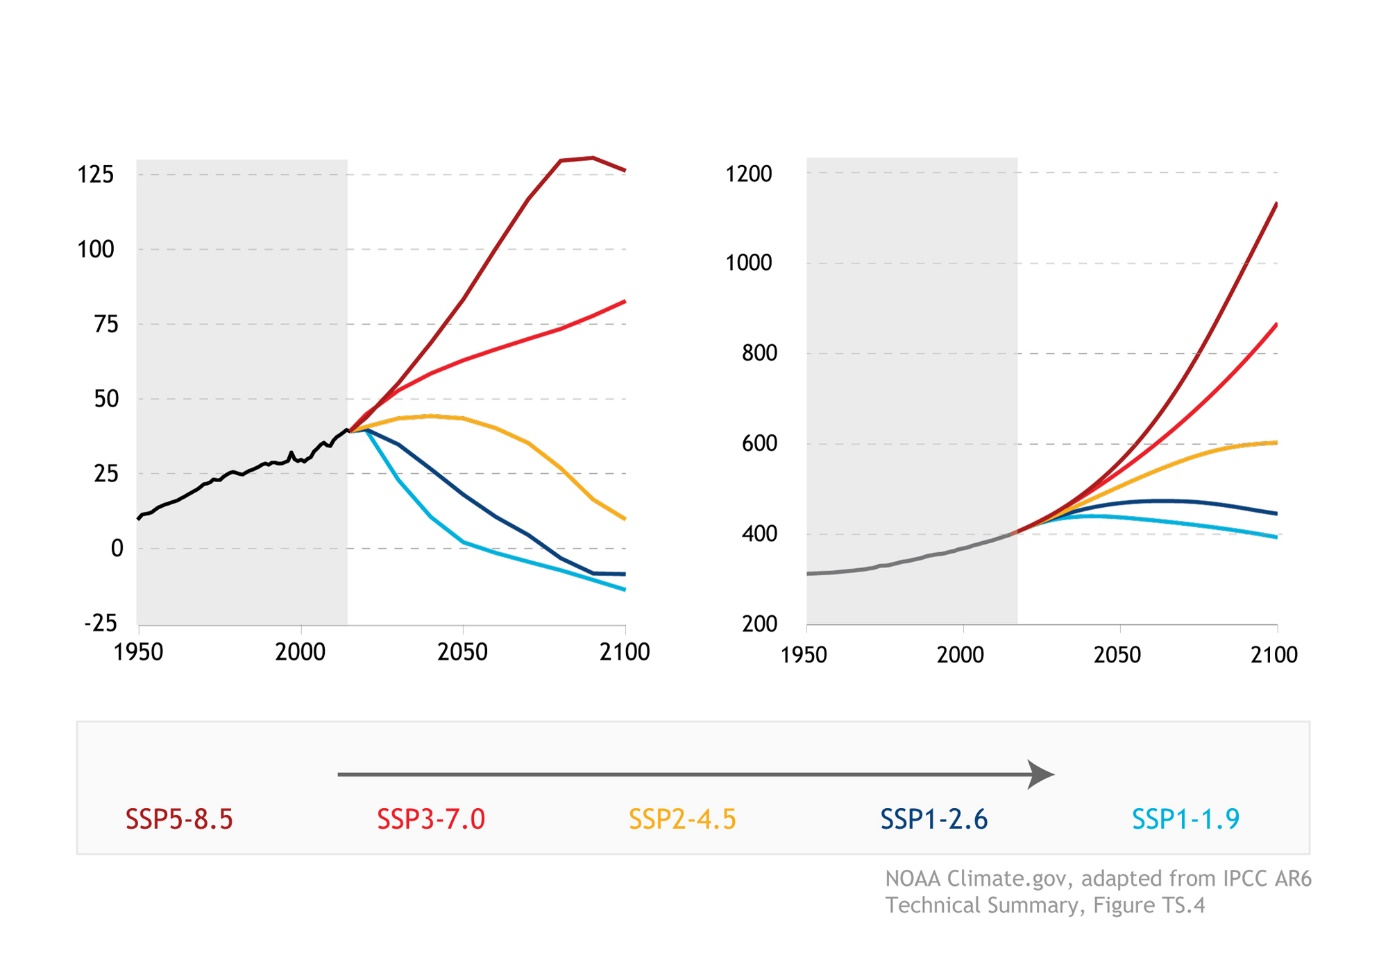 125
100
75
50
25
0
-25
1950 2000 2050 2100
1200
1000
800
600
400
200
1950 2000 2050 2100
SSP5-8.5 SSP3-7.0 SSP2-4.5 SSP1-2.6 SSP1-1.9
NOAA Climate.gov, adapted from IPCC AR6
Technical Summary, Figure TS.4